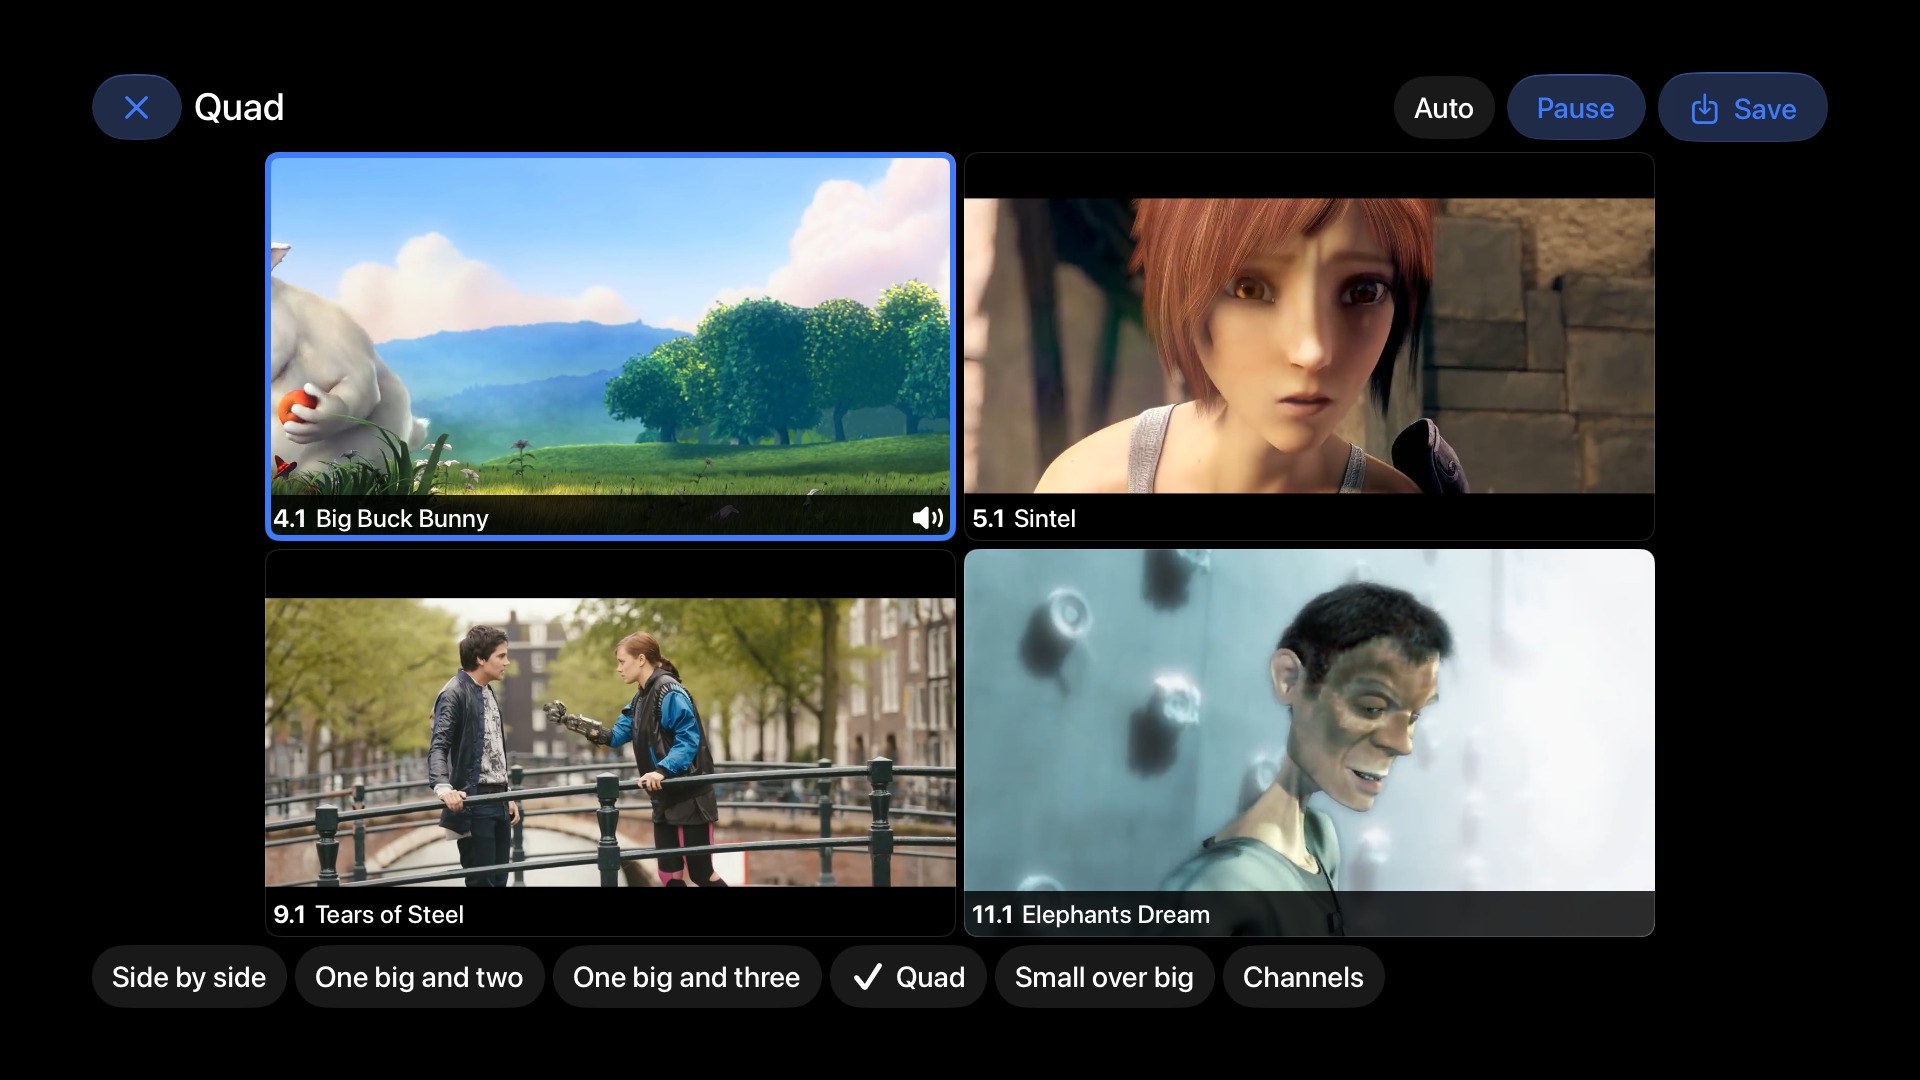 Quad
Auto
Pause
Save
4.1 Big Buck Bunny
5.1 Sintel
9.1 Tears of Steel
11.1 Elephants Dream
Side by side
One big and two
One big and three
Quad
Small over big
Channels